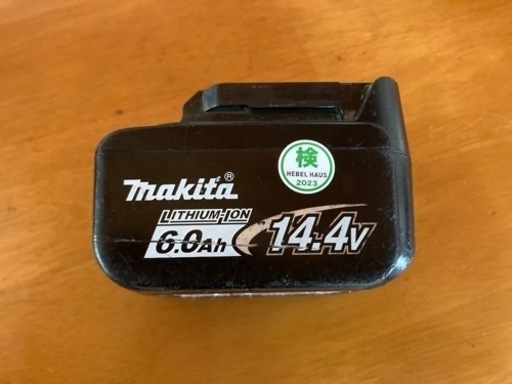 makita®
LITHIUM-ION
6.0Ah
14.4V
検
HEBEL HAUS
2023